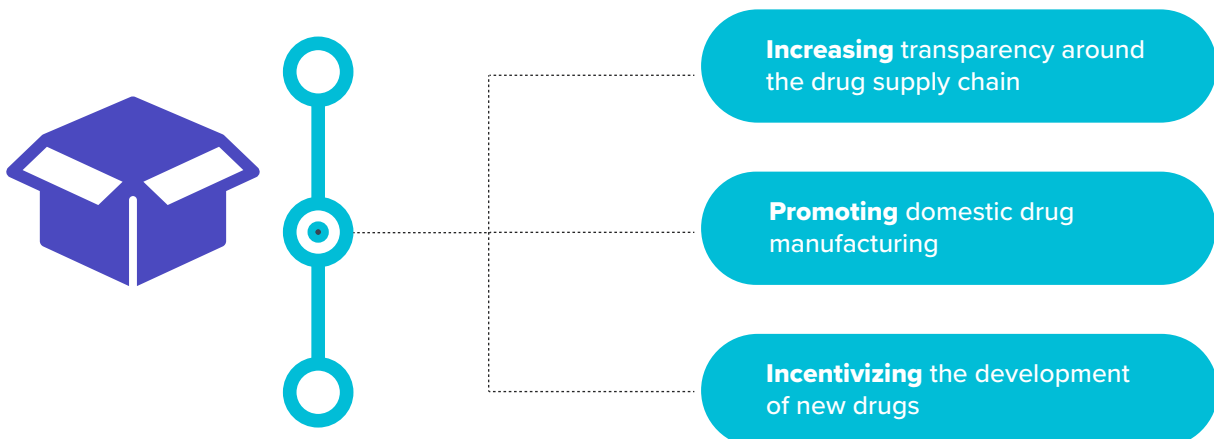 Increasing transparency around
the drug supply chain
Promoting domestic drug
manufacturing
Incentivizing the development
of new drugs